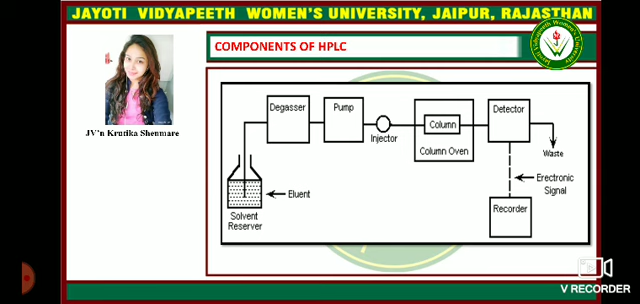 JAYOTI VIDYAPEETH WOMEN'S UNIVERSITY, JAIPUR, RAJASTHAN
COMPONENTS OF HPLC
JV'n Krutika Shenmare
Degasser
Pump
Injector
Column
Column Oven
Detector
Waste
Erectronic
Signal
Recorder
Eluent
Solvent
Reserver
V RECORDER